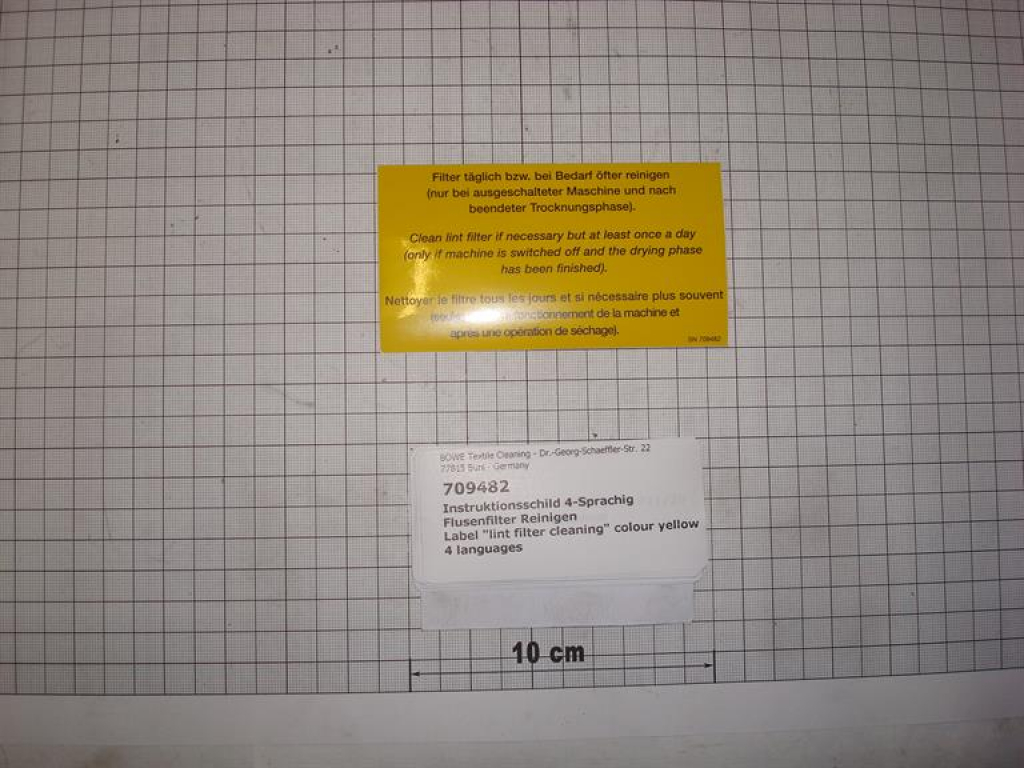 Filter täglich bzw. bei Bedarf öfter reinigen
(nur bei ausgeschalteter Maschine und nach
beendeter Trocknungsphase).
Clean lint filter if necessary but at least once a day
(only if machine is switched off and the drying phase
has been finished).
Nettoyer le filtre tous les jours et si nécessaire plus souvent
fonctionnement de la machine et
après une opération de séchage).
SN 709482
BÖWE Textile Cleaning - Dr.-Georg-Schaeffler-Str. 22
77815 - Germany
709482
Instruktionsschild 4-Sprachig
Flusenfilter Reinigen
Label "lint filter cleaning" colour yellow
4 languages
10 cm